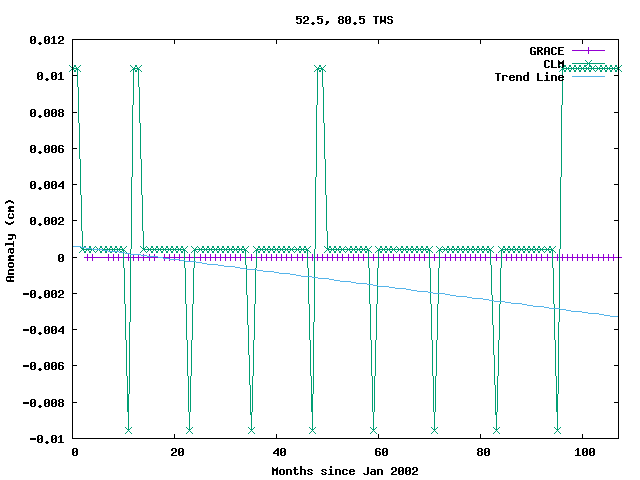 52.5, 80.5 TWS
0.012
0.01
0.008
0.006
0.004
0.002
0
-0.002
-0.004
-0.006
-0.008
-0.01
Anomaly (cm)
GRACE
CLM
Trend Line
0 20 40 60 80 100
Months since Jan 2002